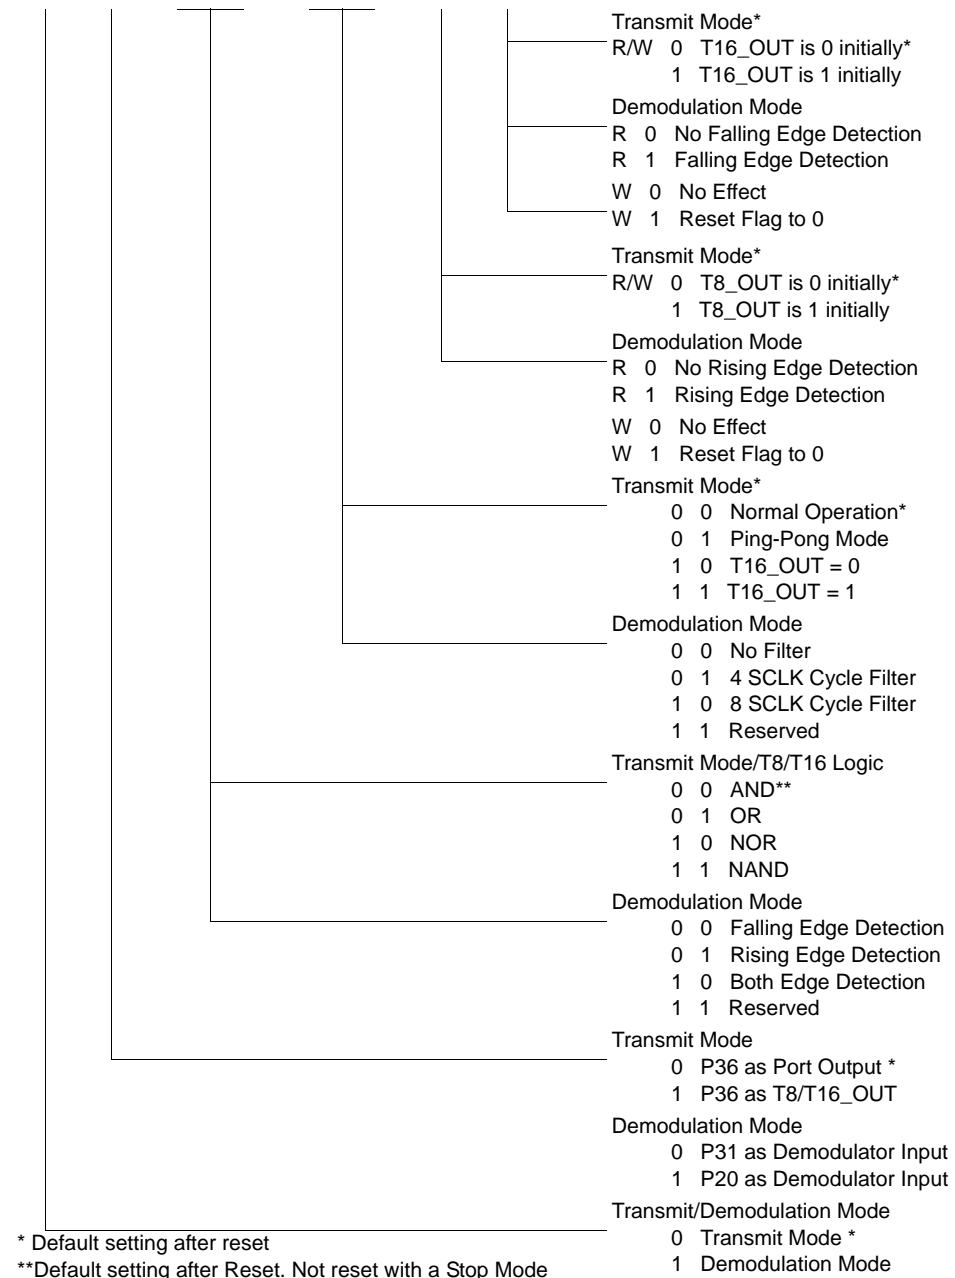 Transmit Mode*
R/W 0 T16_OUT is 0 initially*
1 T16_OUT is 1 initially
Demodulation Mode
R 0 No Falling Edge Detection
R 1 Falling Edge Detection
W 0 No Effect
W 1 Reset Flag to 0
Transmit Mode*
R/W 0 T8_OUT is 0 initially*
1 T8_OUT is 1 initially
Demodulation Mode
R 0 No Rising Edge Detection
R 1 Rising Edge Detection
W 0 No Effect
W 1 Reset Flag to 0
Transmit Mode*
0 0 Normal Operation*
0 1 Ping-Pong Mode
1 0 T16_OUT = 0
1 1 T16_OUT = 1
Demodulation Mode
0 0 No Filter
0 1 4 SCLK Cycle Filter
1 0 8 SCLK Cycle Filter
1 1 Reserved
Transmit Mode/T8/T16 Logic
0 0 AND**
0 1 OR
1 0 NOR
1 1 NAND
Demodulation Mode
0 0 Falling Edge Detection
0 1 Rising Edge Detection
1 0 Both Edge Detection
1 1 Reserved
Transmit Mode
0 P36 as Port Output *
1 P36 as T8/T16_OUT
Demodulation Mode
0 P31 as Demodulator Input
1 P20 as Demodulator Input
Transmit/Demodulation Mode
0 Transmit Mode *
1 Demodulation Mode
* Default setting after reset
**Default setting after Reset. Not reset with a Stop Mode